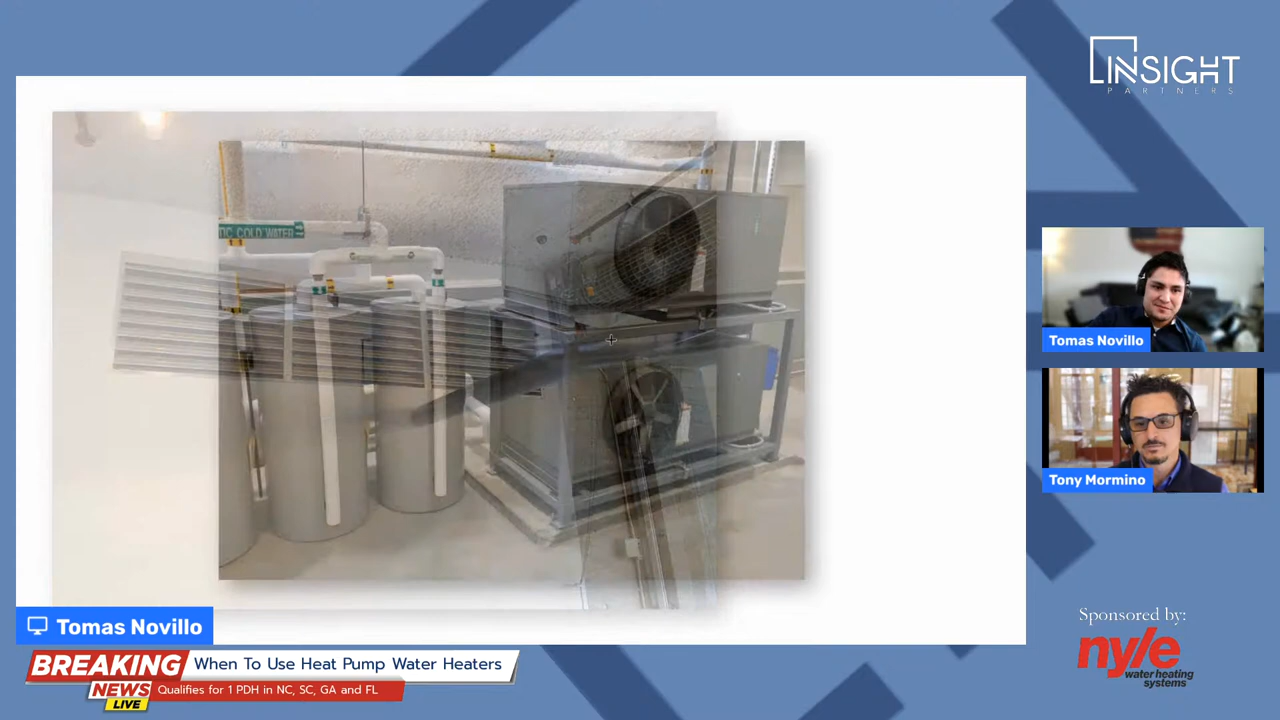 INSIGHT
PARTNERS
DC COLD WATER
Tomas Novillo
Tony Mormino
Tomas Novillo
BREAKING
NEWS
LIVE
When To Use Heat Pump Water Heaters
Qualifies for 1 PDH in NC, SC, GA and FL
Sponsored by:
nyle
water heating
systems